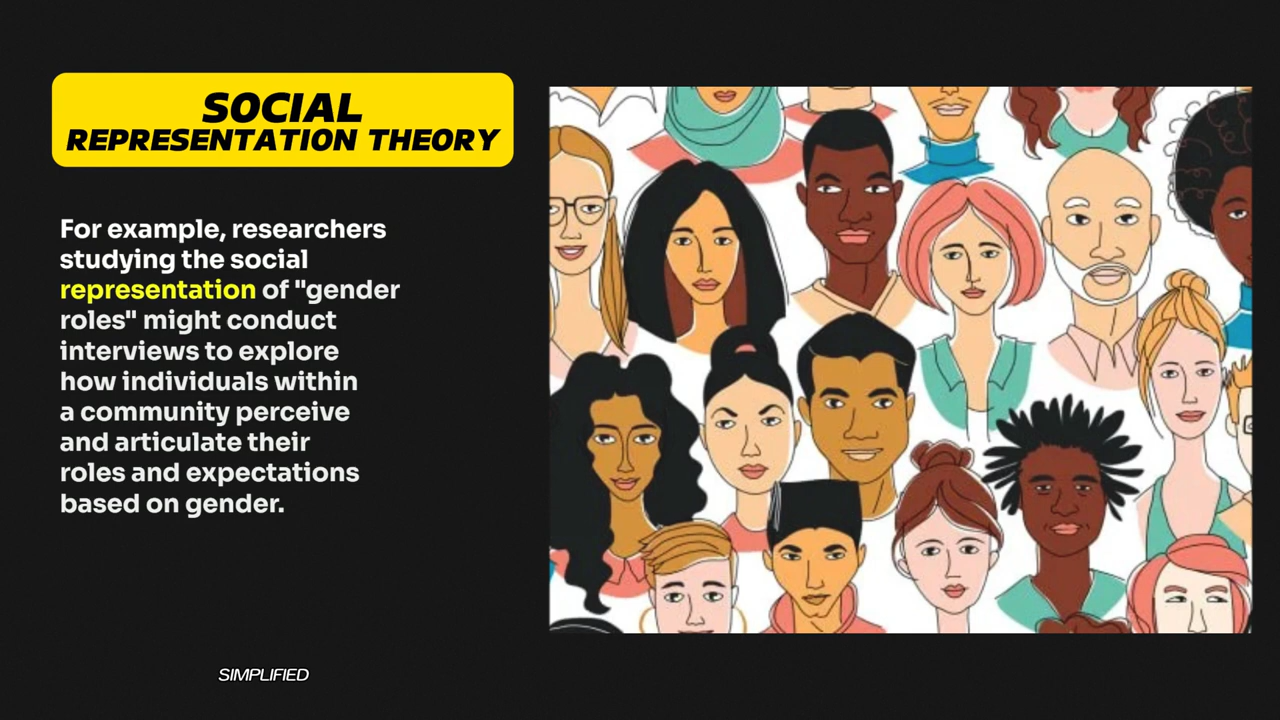 SOCIAL
REPRESENTATION THEORY
For example, researchers
studying the social
representation of "gender
roles" might conduct
interviews to explore
how individuals within
a community perceive
and articulate their
roles and expectations
based on gender.
SIMPLIFIED